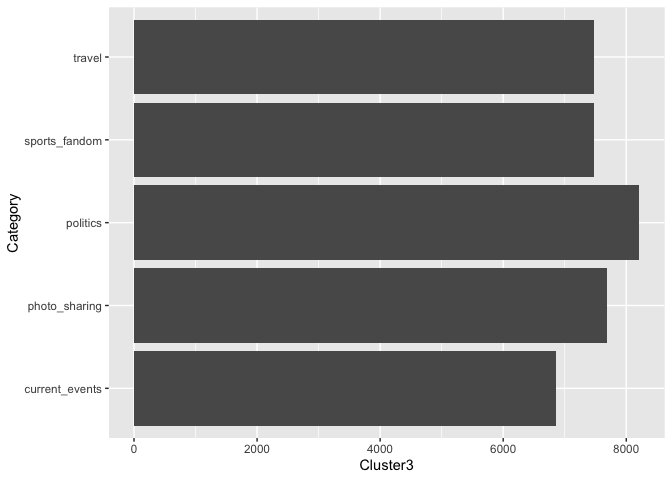 travel
sports_fandom
politics
photo_sharing
current_events
Category
0 2000 4000 6000 8000
Cluster3